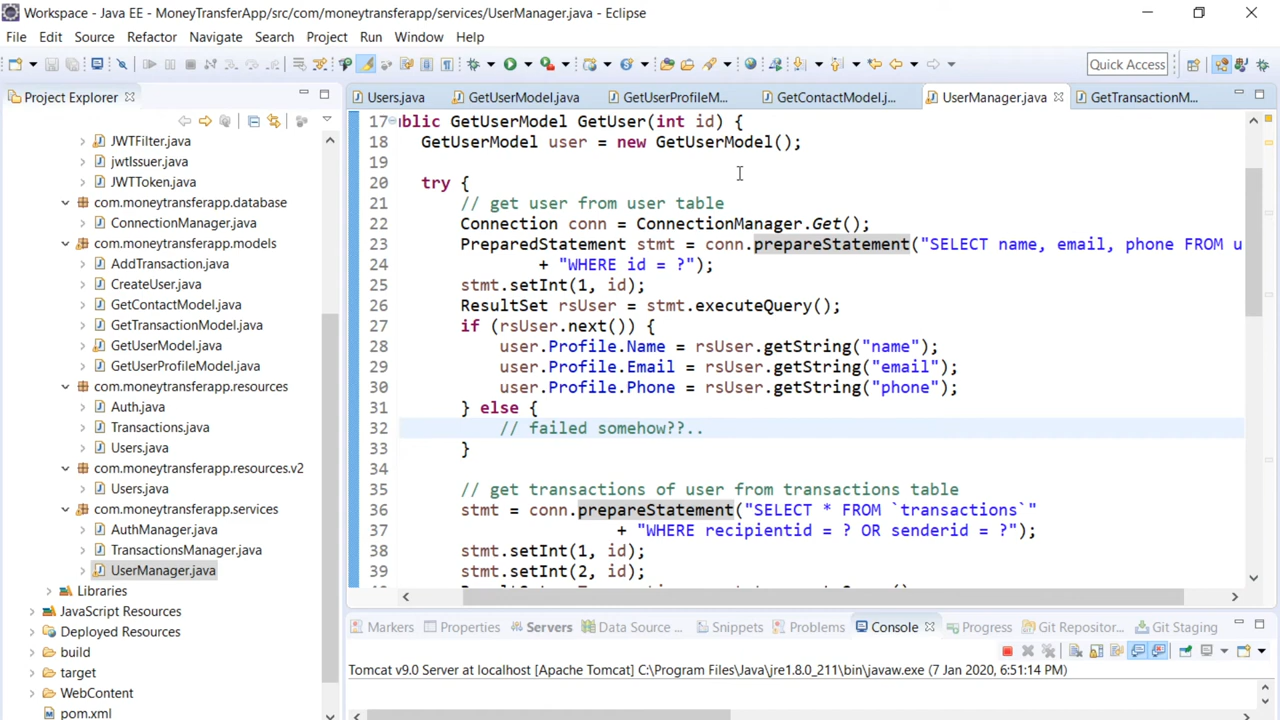 Workspace - Java EE - MoneyTransferApp/src/com/moneytransferapp/services/UserManager.java - Eclipse
File Edit Source Refactor Navigate Search Project Run Window Help
Quick Access
Project Explorer
Users.java GetUserModel.java GetUserProfileM... GetContactModel.j... UserManager.java GetTransactionM...
JWTFilter.java
jwtIssuer.java
JWTToken.java
com.moneytransferapp.database
ConnectionManager.java
com.moneytransferapp.models
AddTransaction.java
CreateUser.java
GetContactModel.java
GetTransactionModel.java
GetUserModel.java
GetUserProfileModel.java
com.moneytransferapp.resources
Auth.java
Transactions.java
Users.java
com.moneytransferapp.resources.v2
Users.java
com.moneytransferapp.services
AuthManager.java
TransactionsManager.java
UserManager.java
Libraries
JavaScript Resources
Deployed Resources
build
target
WebContent
pom.xml
17 ublic GetUserModel GetUser(int id) {
18 GetUserModel user = new GetUserModel();
19
20 try {
21 // get user from user table
22 Connection conn = ConnectionManager.Get();
23 PreparedStatement stmt = conn.prepareStatement("SELECT name, email, phone FROM u
24 + "WHERE id = ?");
25 stmt.setInt(1, id);
26 ResultSet rsUser = stmt.executeQuery();
27 if (rsUser.next()) {
28 user.Profile.Name = rsUser.getString("name");
29 user.Profile.Email = rsUser.getString("email");
30 user.Profile.Phone = rsUser.getString("phone");
31 } else {
32 // failed somehow??..
33 }
34
35 // get transactions of user from transactions table
36 stmt = conn.prepareStatement("SELECT * FROM `transactions`"
37 + "WHERE recipientid = ? OR senderid = ?");
38 stmt.setInt(1, id);
39 stmt.setInt(2, id);
Markers Properties Servers Data Source ... Snippets Problems Console Progress Git Repositor... Git Staging
Tomcat v9.0 Server at localhost [Apache Tomcat] C:\Program Files\Java\jre1.8.0_211\bin\javaw.exe (7 Jan 2020, 6:51:14 PM)